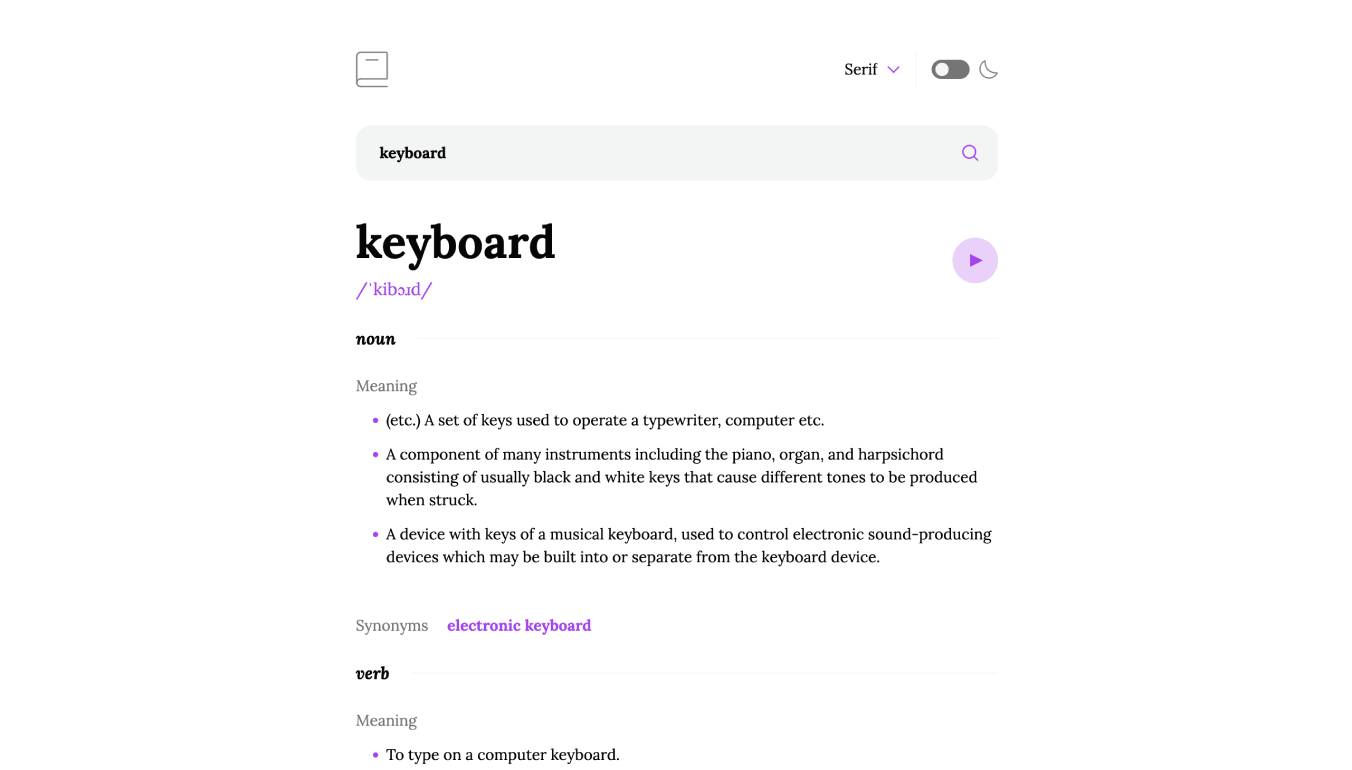 Serif
keyboard
keyboard
/ˈkibɔɹd/
noun
Meaning
(etc.) A set of keys used to operate a typewriter, computer etc.
A component of many instruments including the piano, organ, and harpsichord
consisting of usually black and white keys that cause different tones to be produced
when struck.
A device with keys of a musical keyboard, used to control electronic sound-producing
devices which may be built into or separate from the keyboard device.
Synonyms electronic keyboard
verb
Meaning
To type on a computer keyboard.